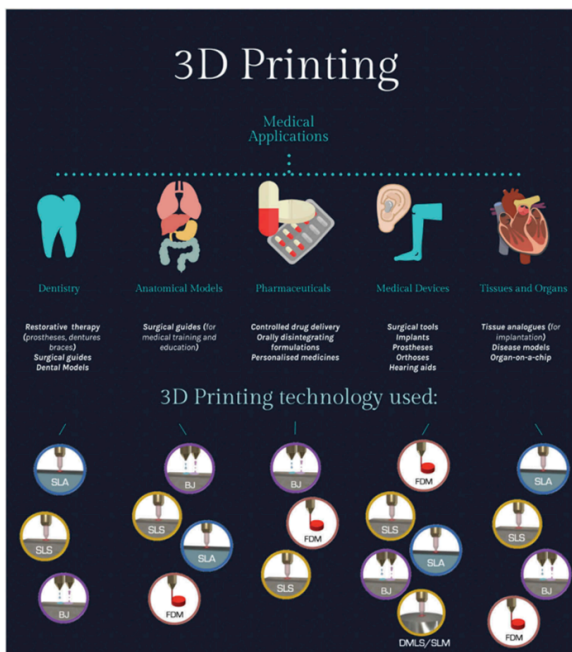 3D Printing
Medical
Applications
Dentistry
Anatomical Models
Pharmaceuticals
Medical Devices
Tissues and Organs
Restorative therapy
(prostheses, dentures
braces)
Surgical guides
Dental Models
Surgical guides (for
medical training and
education)
Controlled drug delivery
Orally disintegrating
formulations
Personalised medicines
Surgical tools
Implants
Prostheses
Orthoses
Hearing aids
Tissue analogues (for
implantation)
Disease models
Organ-on-a-chip
3D Printing technology used:
SLA
SLS
BJ
BJ
SLS
SLA
FDM
BJ
FDM
SLS
FDM
SLS
SLA
BJ
DMLS/SLM
SLA
SLS
BJ
FDM